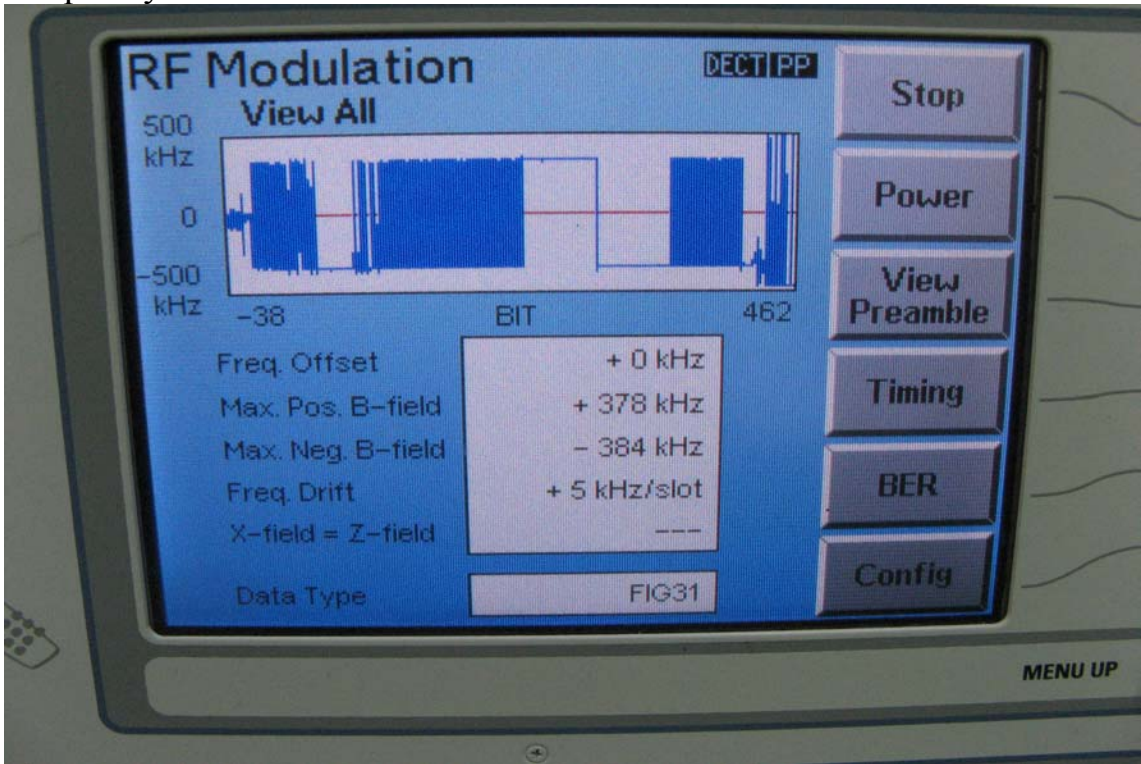 RF Modulation
DECT PP
View All
500
kHz
0
-500
kHz
-38
BIT
462
Freq. Offset
+ 0 kHz
Max. Pos. B-field
+ 378 kHz
Max. Neg. B-field
- 384 kHz
Freq. Drift
+ 5 kHz/slot
X-field = Z-field
---
Data Type
FIG31
Stop
Power
View
Preamble
Timing
BER
Config
MENU UP